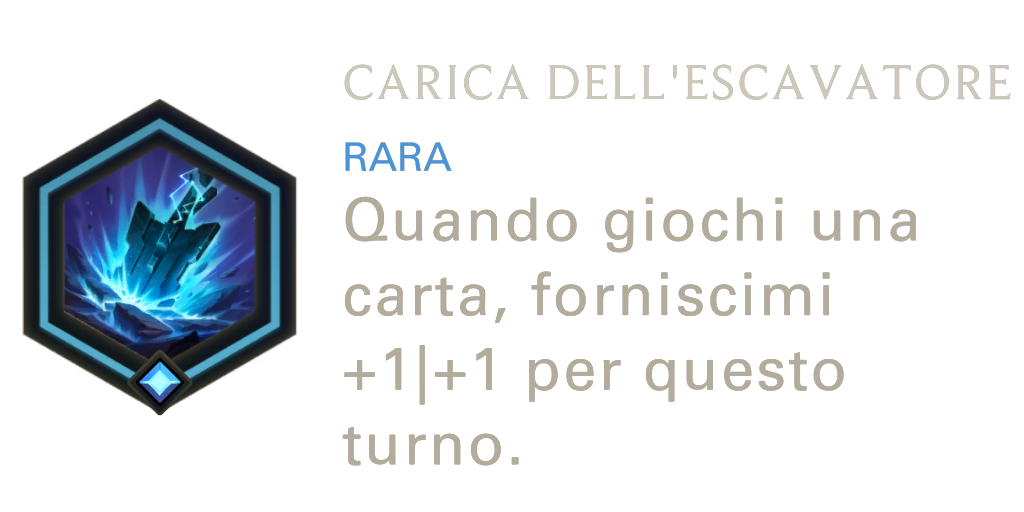 CARICA DELL'ESCAVATORE
RARA
Quando giochi una
carta, forniscimi
+1|+1 per questo
turno.